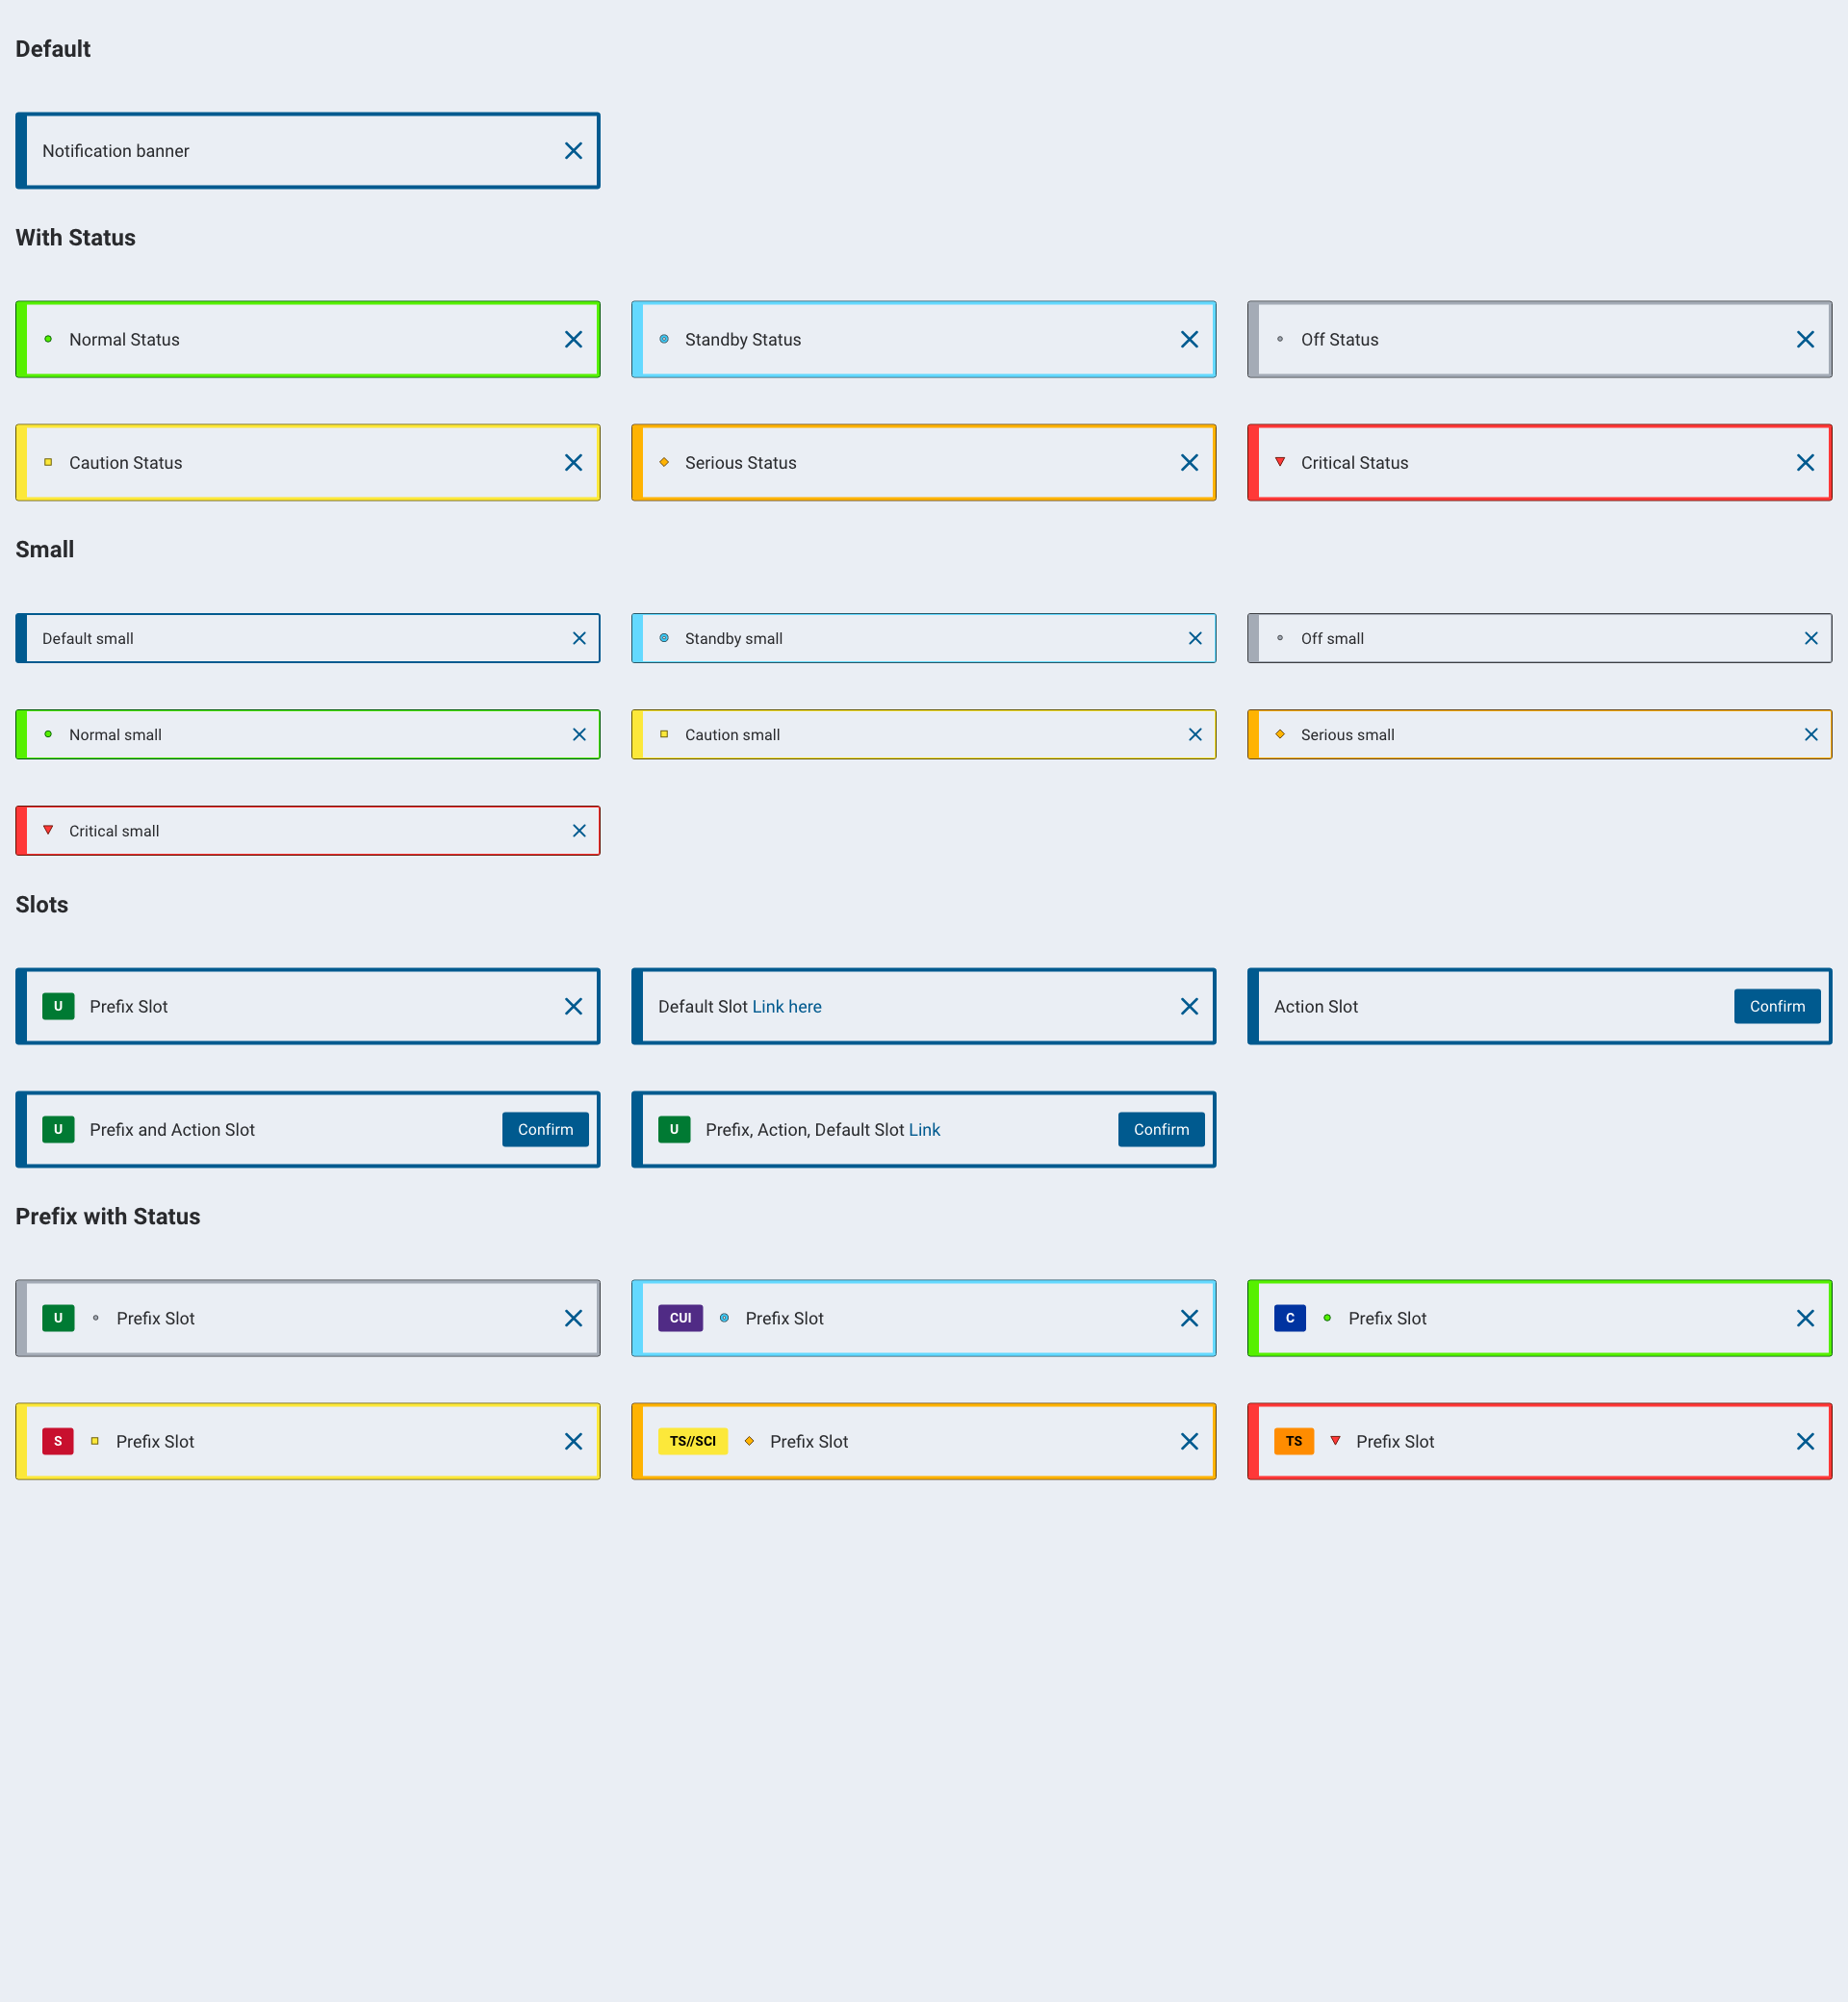 Default
Notification banner
With Status
Normal Status
Standby Status
Off Status
Caution Status
Serious Status
Critical Status
Small
Default small
Standby small
Off small
Normal small
Caution small
Serious small
Critical small
Slots
U Prefix Slot
Default Slot Link here
Action Slot Confirm
U Prefix and Action Slot Confirm
U Prefix, Action, Default Slot Link Confirm
Prefix with Status
U Prefix Slot
CUI Prefix Slot
C Prefix Slot
S Prefix Slot
TS//SCI Prefix Slot
TS Prefix Slot